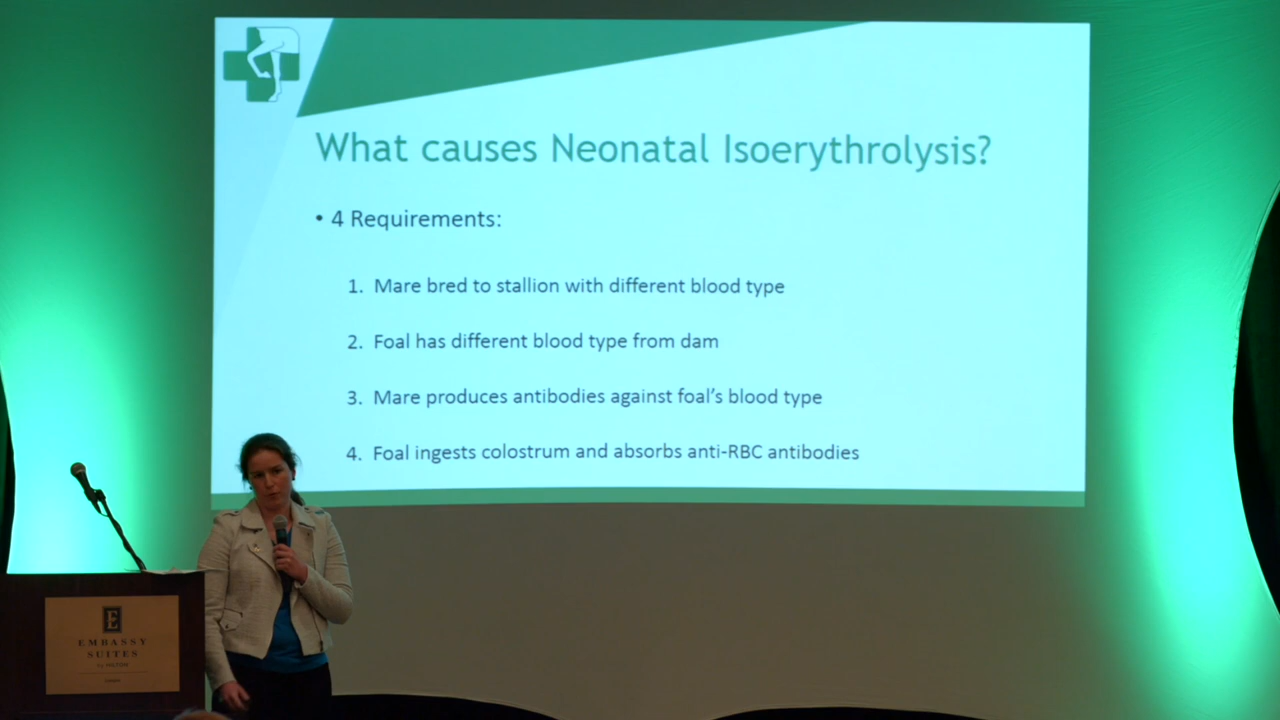 What causes Neonatal Isoerythrolysis?
• 4 Requirements:
1. Mare bred to stallion with different blood type
2. Foal has different blood type from dam
3. Mare produces antibodies against foal's blood type
4. Foal ingests colostrum and absorbs anti-RBC antibodies
E
EMBASSY
SUITES
by HILTON